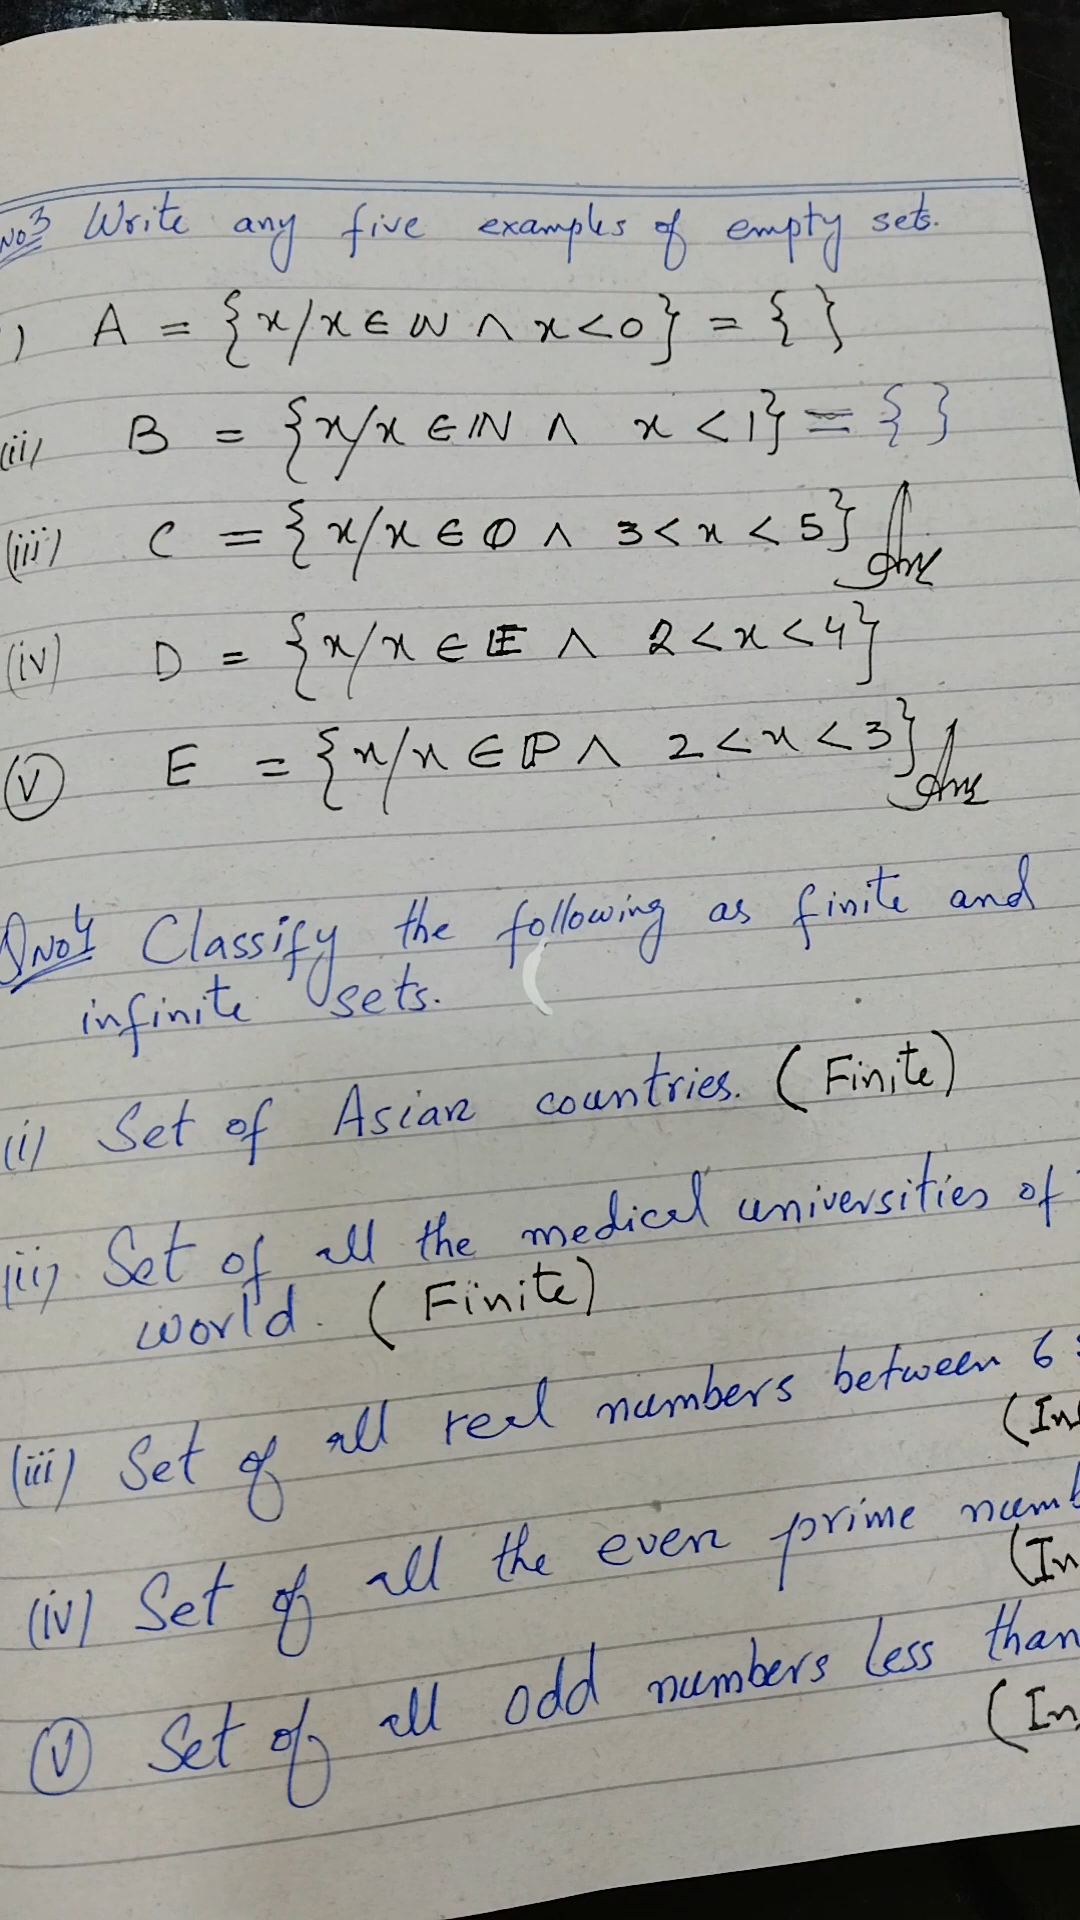 No3 Write any five examples of empty sets.
) A = {x/x ∈ W ∧ x<0} = { }
(ii) B = {x/x ∈ ℕ ∧ x <1} = { }
(iii) C = {x/x ∈ O ∧ 3<x<5} Ans
(iv) D = {x/x ∈ E ∧ 2<x<4}
(v) E = {x/x ∈ ℙ ∧ 2<x<3} Ans
QNo4 Classify the following as finite and
infinite sets.
(i) Set of Asian countries. (Finite)
(ii) Set of all the medical universities of
world. (Finite)
(iii) Set of all real numbers between 6
(In
(iv) Set of all the even prime numb
(In
(v) Set of all odd numbers less than
(In